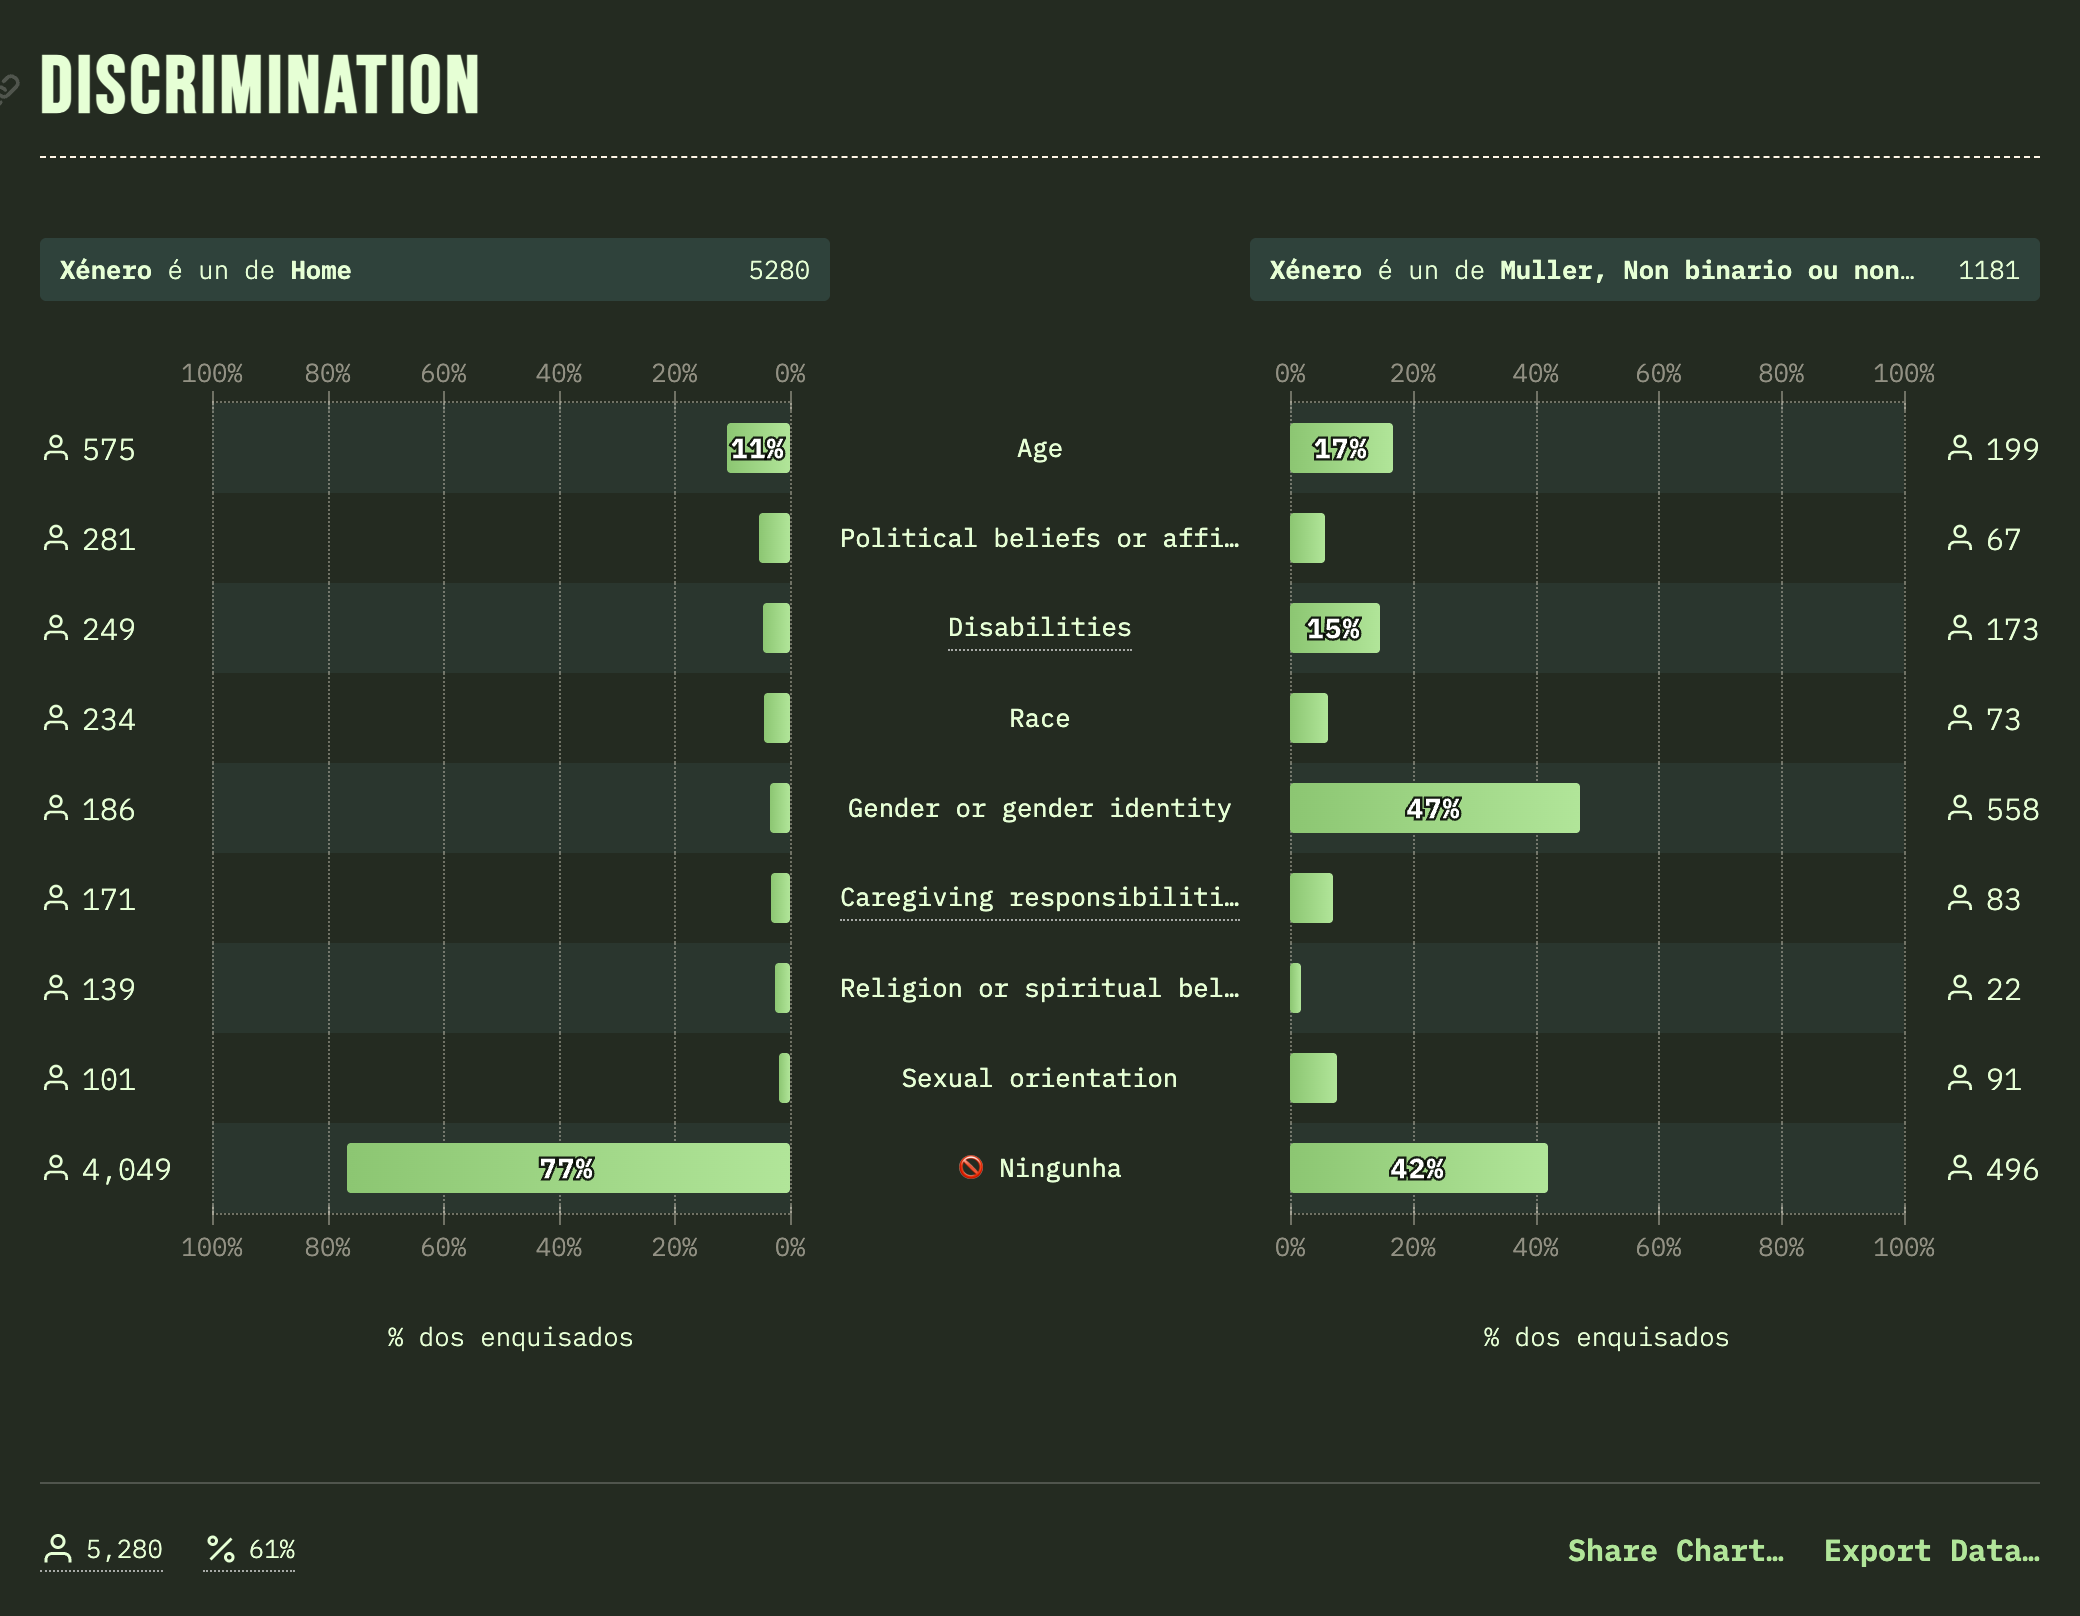 DISCRIMINATION
Xénero é un de Home 5280
Xénero é un de Muller, Non binario ou non… 1181
100% 80% 60% 40% 20% 0%
0% 20% 40% 60% 80% 100%
575 11% Age 17% 199
281 Political beliefs or affi… 67
249 Disabilities 15% 173
234 Race 73
186 Gender or gender identity 47% 558
171 Caregiving responsibiliti… 83
139 Religion or spiritual bel… 22
101 Sexual orientation 91
4,049 77% Ningunha 42% 496
100% 80% 60% 40% 20% 0%
0% 20% 40% 60% 80% 100%
% dos enquisados
% dos enquisados
5,280 61% Share Chart… Export Data…